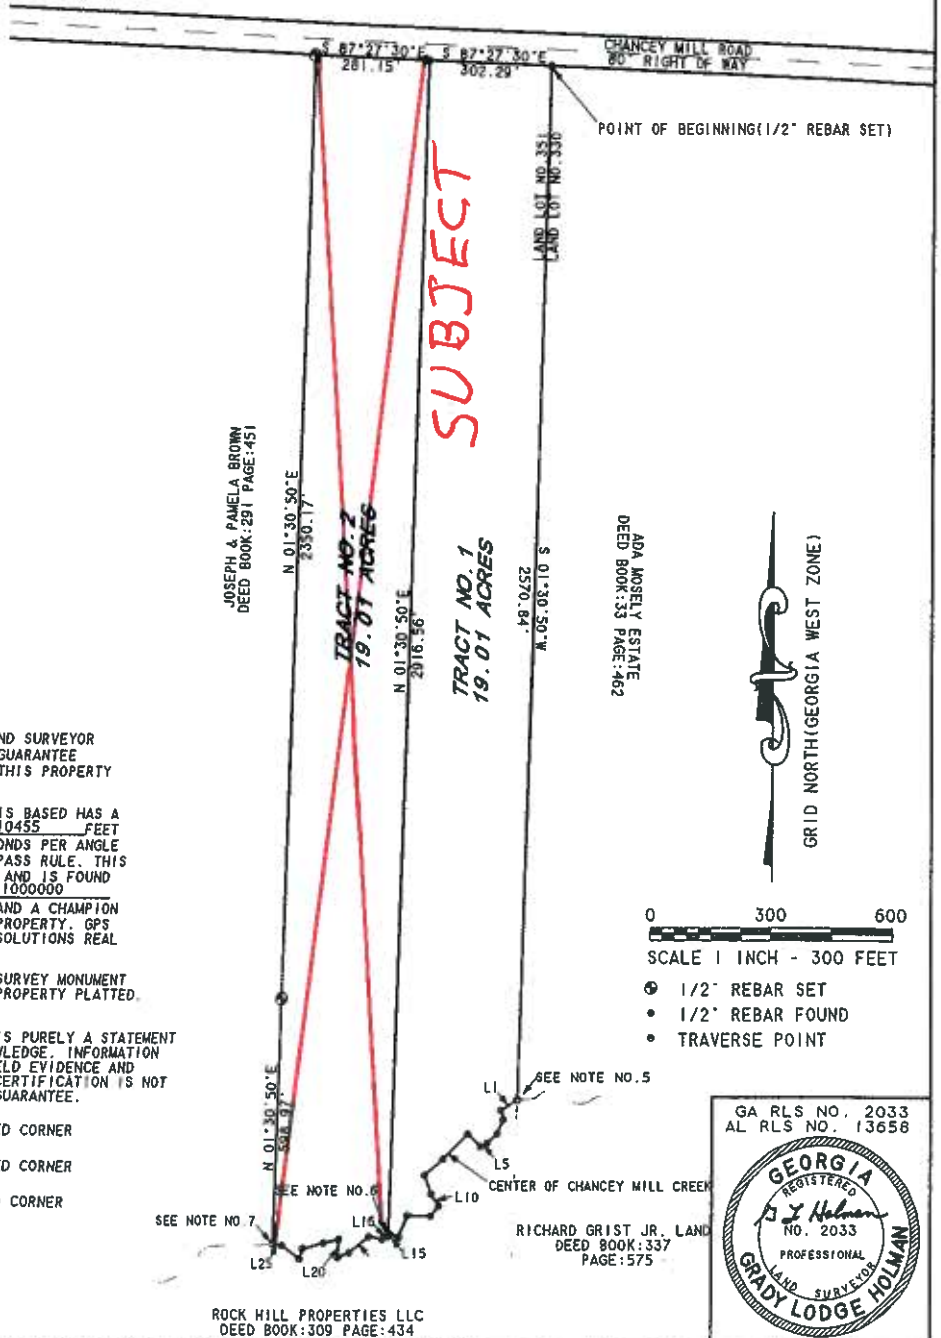 S 87°27'30"E
281.15'
S 87°27'30"E
302.29'
CHANCEY MILL ROAD
80' RIGHT OF WAY
POINT OF BEGINNING(1/2" REBAR SET)
LAND LOT NO.351
LAND LOT NO.330
SUBJECT
JOSEPH & PAMELA BROWN
DEED BOOK:291 PAGE:451
N 01°30'50"E
2350.17'
TRACT NO.2
19.01 ACRES
N 01°30'50"E
2916.56'
TRACT NO.1
19.01 ACRES
S 01°30'50"W
2570.84'
ADA MOSELY ESTATE
DEED BOOK:33 PAGE:462
GRID NORTH(GEORGIA WEST ZONE)
ND SURVEYOR
GUARANTEE
THIS PROPERTY
IS BASED HAS A
10455 FEET
ONDS PER ANGLE
PASS RULE. THIS
AND IS FOUND
1000000
AND A CHAMPION
PROPERTY. GPS
SOLUTIONS REAL
SURVEY MONUMENT
PROPERTY PLATTED.
S PURELY A STATEMENT
WLEDGE. INFORMATION
ELD EVIDENCE AND
CERTIFICATION IS NOT
GUARANTEE.
D CORNER
D CORNER
CORNER
0 300 600
SCALE 1 INCH - 300 FEET
1/2" REBAR SET
1/2" REBAR FOUND
TRAVERSE POINT
N 01°30'50"E
598.97'
L1
SEE NOTE NO.5
L5
CENTER OF CHANCEY MILL CREEK
L10
SEE NOTE NO.6
L16
L15
SEE NOTE NO.7
L25
L20
RICHARD GRIST JR. LAND
DEED BOOK:337
PAGE:575
ROCK HILL PROPERTIES LLC
DEED BOOK:309 PAGE:434
GA RLS NO. 2033
AL RLS NO. 13658
GEORGIA
REGISTERED
G L Holman
NO. 2033
PROFESSIONAL
LAND SURVEYOR
GRADY LODGE HOLMAN